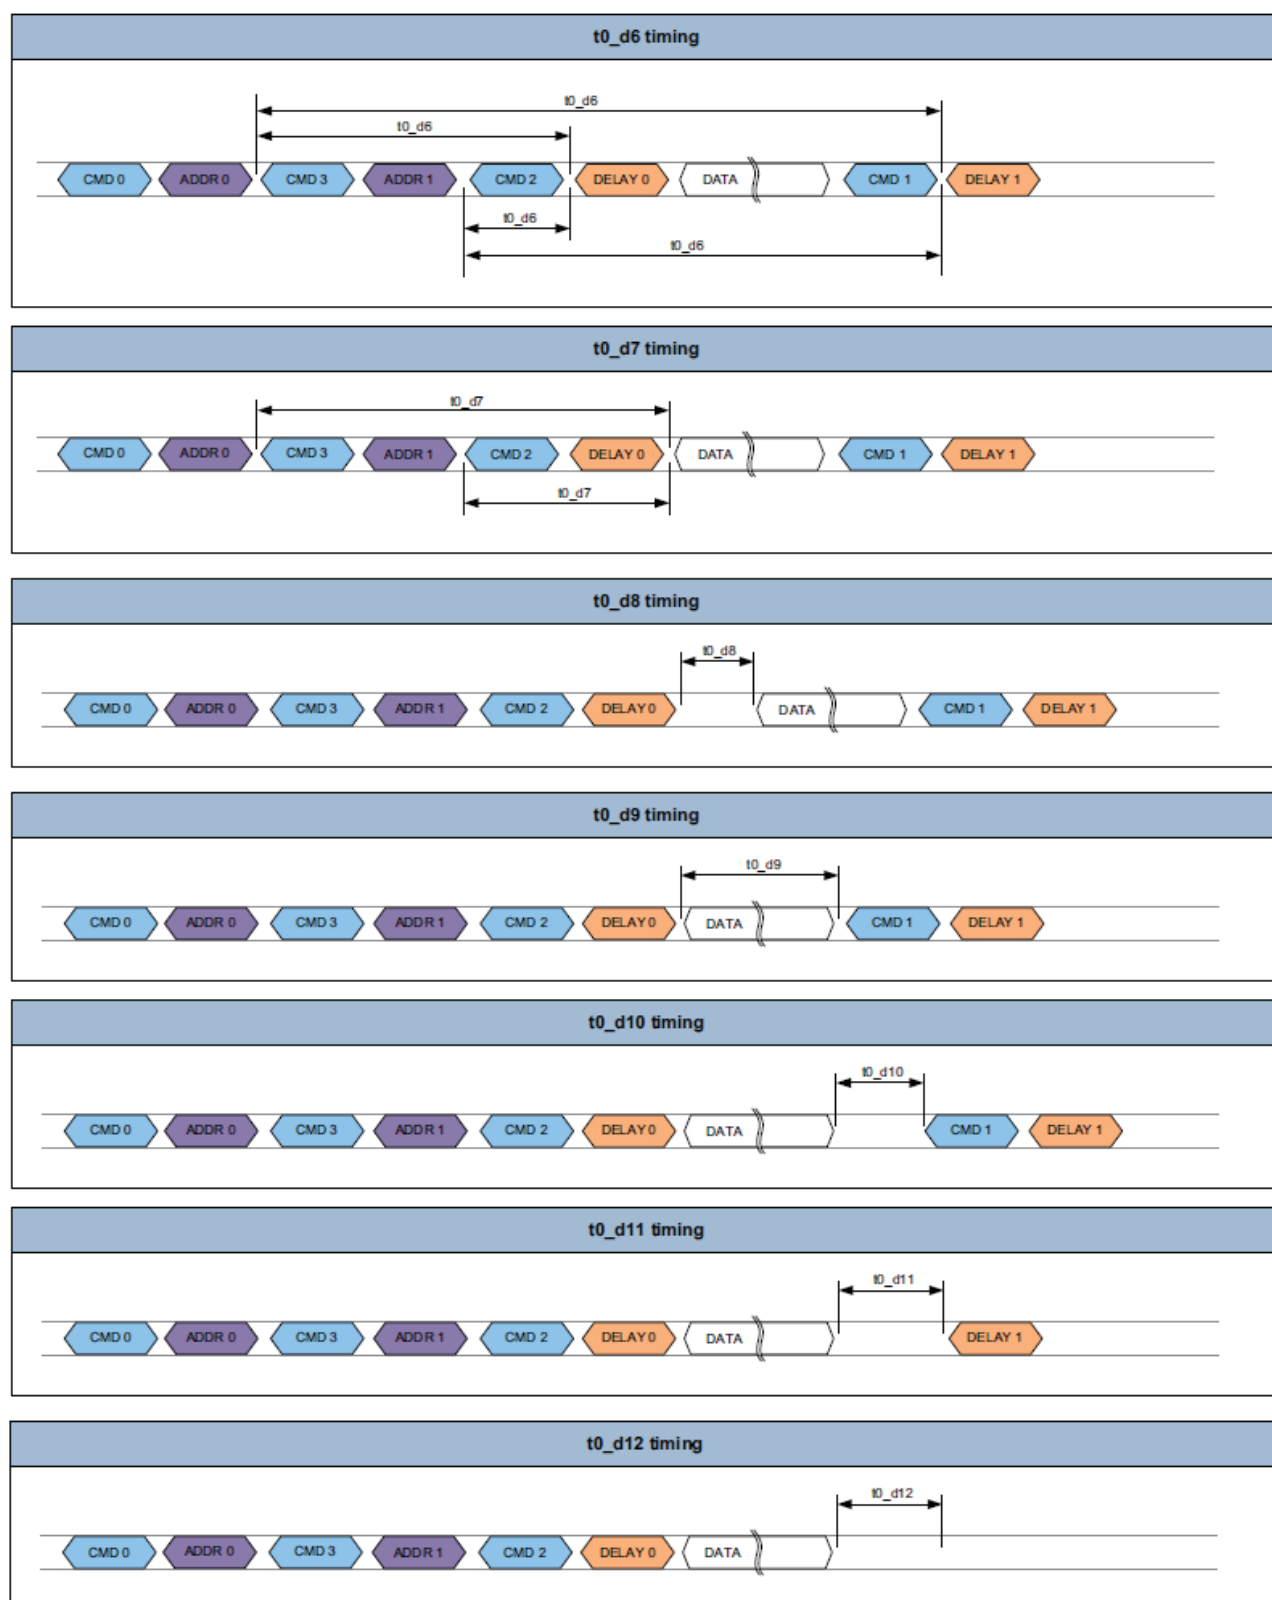 t0_d6 timing
t0_d6
t0_d6
CMD 0 ADDR 0 CMD 3 ADDR 1 CMD 2 DELAY 0 DATA CMD 1 DELAY 1
t0_d6
t0_d6
t0_d7 timing
t0_d7
CMD 0 ADDR 0 CMD 3 ADDR 1 CMD 2 DELAY 0 DATA CMD 1 DELAY 1
t0_d7
t0_d8 timing
t0_d8
CMD 0 ADDR 0 CMD 3 ADDR 1 CMD 2 DELAY 0 DATA CMD 1 DELAY 1
t0_d9 timing
t0_d9
CMD 0 ADDR 0 CMD 3 ADDR 1 CMD 2 DELAY 0 DATA CMD 1 DELAY 1
t0_d10 timing
t0_d10
CMD 0 ADDR 0 CMD 3 ADDR 1 CMD 2 DELAY 0 DATA CMD 1 DELAY 1
t0_d11 timing
t0_d11
CMD 0 ADDR 0 CMD 3 ADDR 1 CMD 2 DELAY 0 DATA DELAY 1
t0_d12 timing
t0_d12
CMD 0 ADDR 0 CMD 3 ADDR 1 CMD 2 DELAY 0 DATA